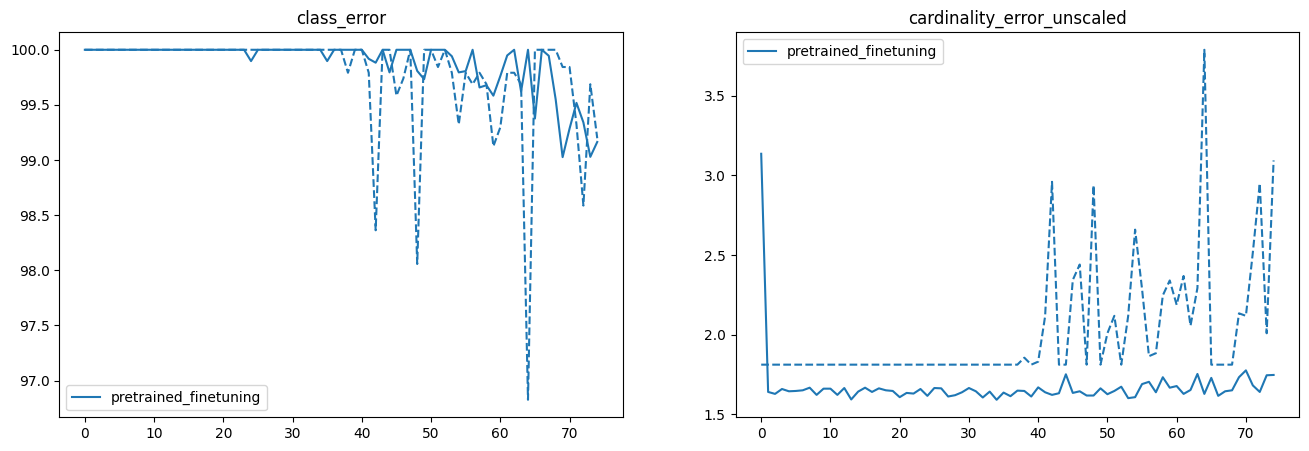 class_error
100.0
99.5
99.0
98.5
98.0
97.5
97.0
pretrained_finetuning
0 10 20 30 40 50 60 70
cardinality_error_unscaled
pretrained_finetuning
3.5
3.0
2.5
2.0
1.5
0 10 20 30 40 50 60 70